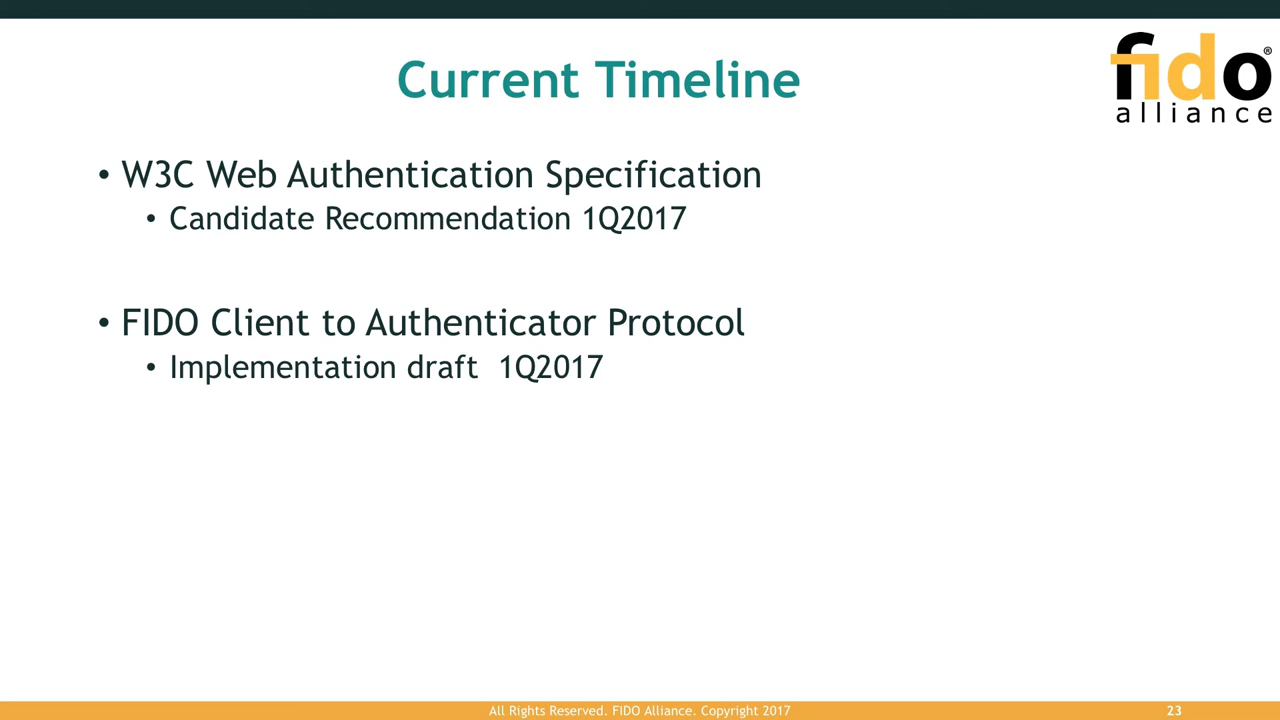 Current Timeline
fido®
alliance
• W3C Web Authentication Specification
• Candidate Recommendation 1Q2017
• FIDO Client to Authenticator Protocol
• Implementation draft  1Q2017
All Rights Reserved. FIDO Alliance. Copyright 2017
23